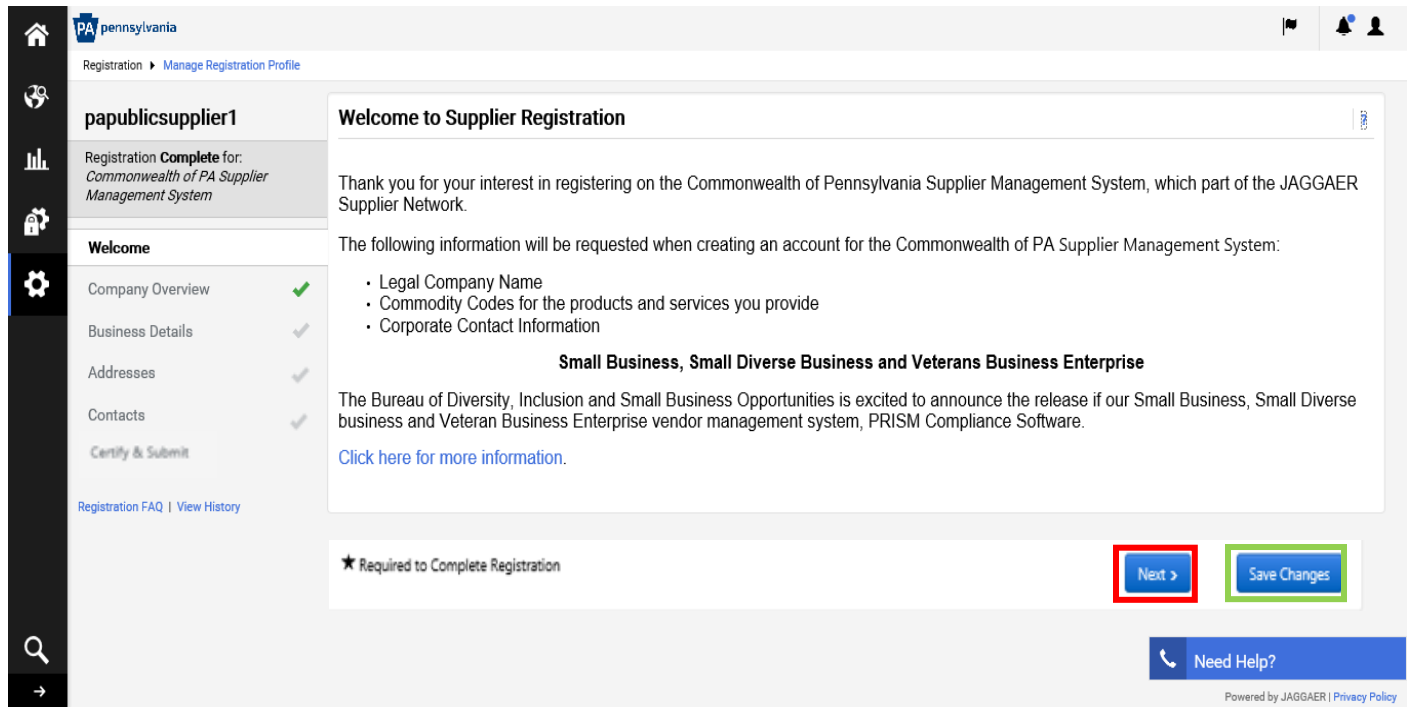 PA pennsylvania
Registration Manage Registration Profile
papublicsupplier1
Registration Complete for:
Commonwealth of PA Supplier
Management System
Welcome
Company Overview
Business Details
Addresses
Contacts
Certify & Submit
Registration FAQ | View History
Welcome to Supplier Registration
?
Thank you for your interest in registering on the Commonwealth of Pennsylvania Supplier Management System, which part of the JAGGAER
Supplier Network.
The following information will be requested when creating an account for the Commonwealth of PA Supplier Management System:
• Legal Company Name
• Commodity Codes for the products and services you provide
• Corporate Contact Information
Small Business, Small Diverse Business and Veterans Business Enterprise
The Bureau of Diversity, Inclusion and Small Business Opportunities is excited to announce the release if our Small Business, Small Diverse
business and Veteran Business Enterprise vendor management system, PRISM Compliance Software.
Click here for more information.
★ Required to Complete Registration
Next >
Save Changes
Need Help?
Powered by JAGGAER | Privacy Policy